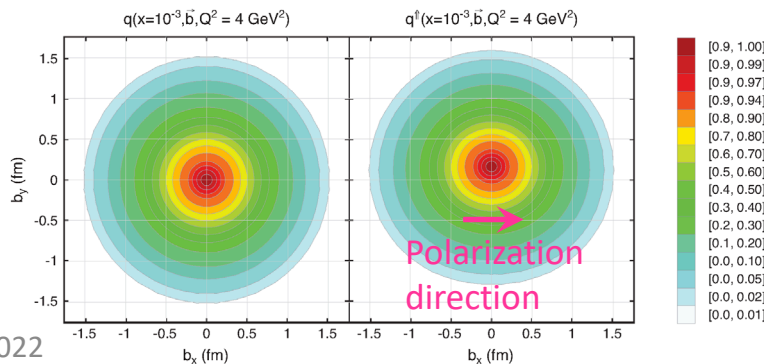 q(x=10⁻³,b⃗,Q² = 4 GeV²)
q⇑(x=10⁻³,b⃗,Q² = 4 GeV²)
b_y (fm)
1.5
1
0.5
0
-0.5
-1
-1.5
Polarization
direction
-1.5 -1 -0.5 0 0.5 1 1.5
-1.5 -1 -0.5 0 0.5 1 1.5
b_x (fm)
b_x (fm)
[0.9, 1.00]
[0.9, 0.99]
[0.9, 0.97]
[0.9, 0.94]
[0.8, 0.90]
[0.7, 0.80]
[0.6, 0.70]
[0.5, 0.60]
[0.4, 0.50]
[0.3, 0.40]
[0.2, 0.30]
[0.1, 0.20]
[0.0, 0.10]
[0.0, 0.05]
[0.0, 0.02]
[0.0, 0.01]
022